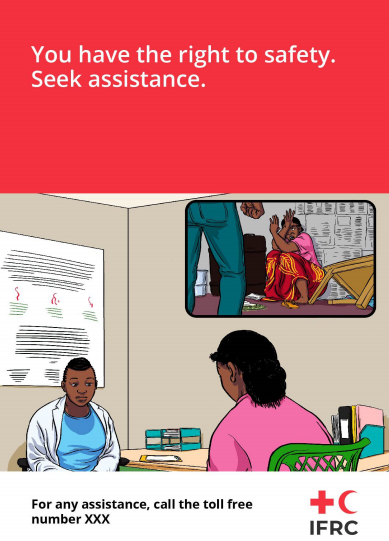 You have the right to safety.
Seek assistance.
For any assistance, call the toll free
number XXX
IFRC